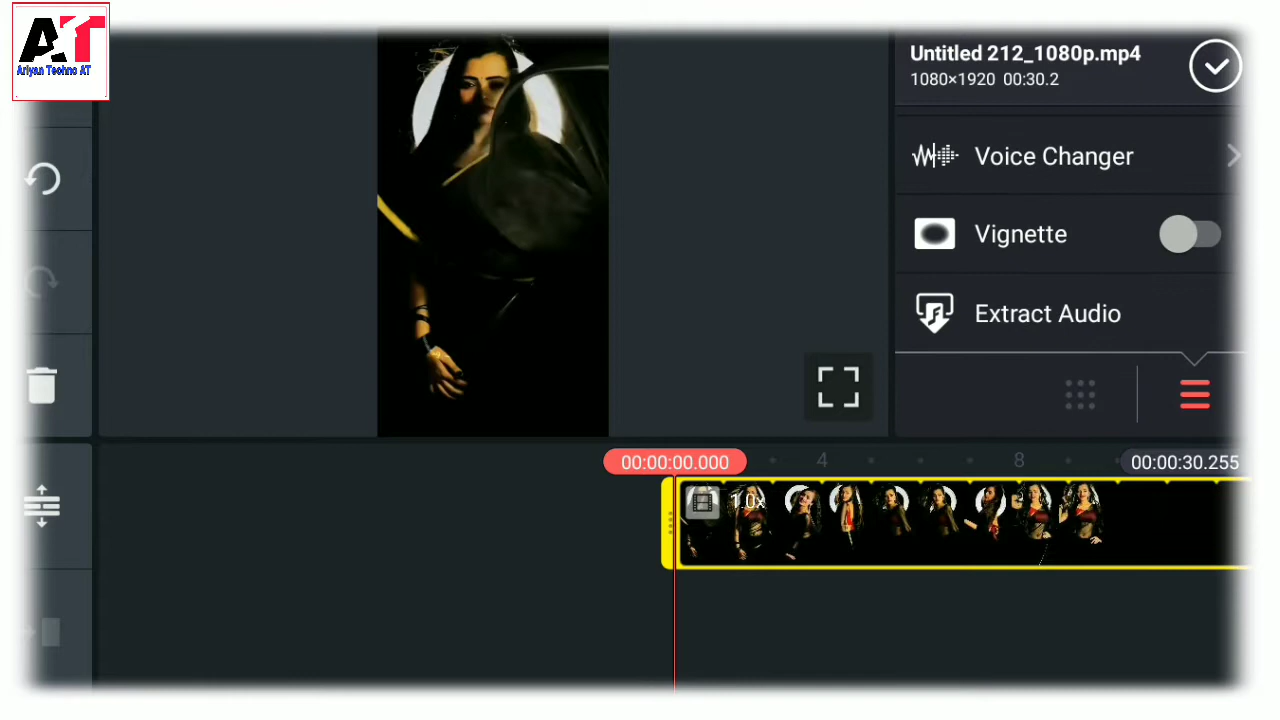 AT
Ariyan Techno AT
Untitled 212_1080p.mp4
1080×1920 00:30.2
Voice Changer
Vignette
Extract Audio
00:00:00.000
4
8
00:00:30.255
1.0x